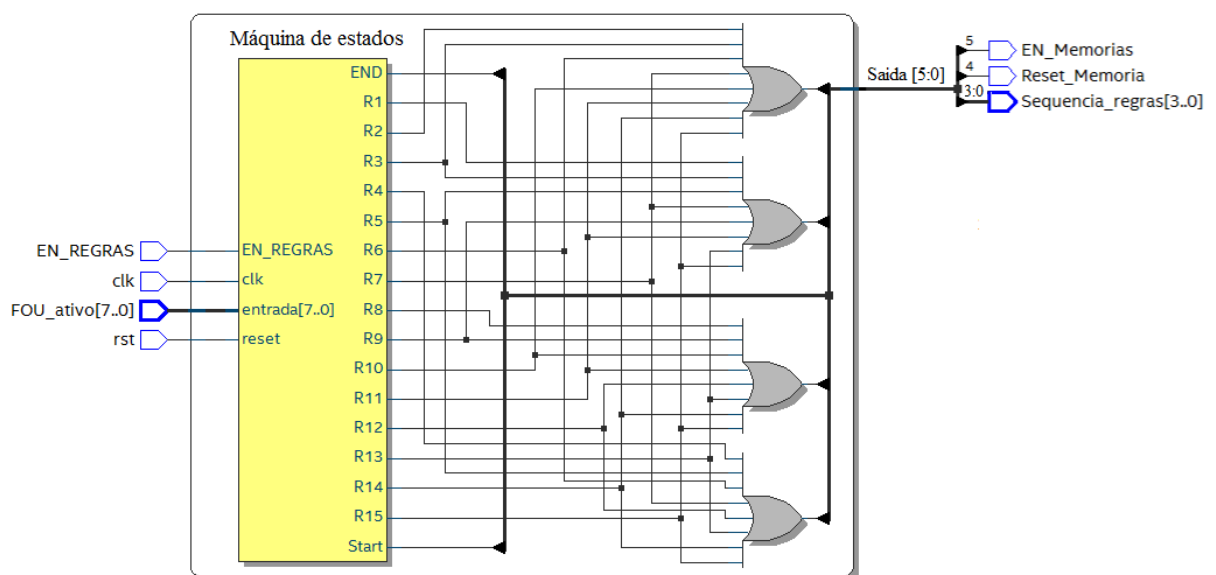 Máquina de estados
END
R1
R2
R3
R4
R5
R6
R7
R8
R9
R10
R11
R12
R13
R14
R15
Start
EN_REGRAS
clk
entrada[7..0]
reset
EN_REGRAS
clk
FOU_ativo[7..0]
rst
Saida [5:0]
5
EN_Memorias
4
Reset_Memoria
3:0
Sequencia_regras[3..0]